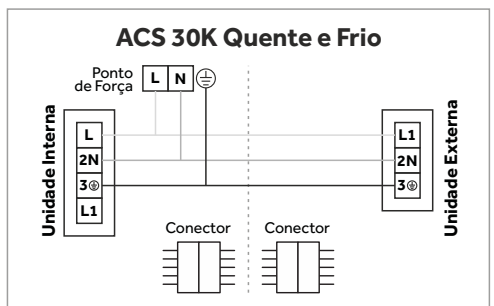 ACS 30K Quente e Frio
Ponto
de Força
L N
Unidade Interna
L
2N
3
L1
L1
2N
3
Unidade Externa
Conector
Conector